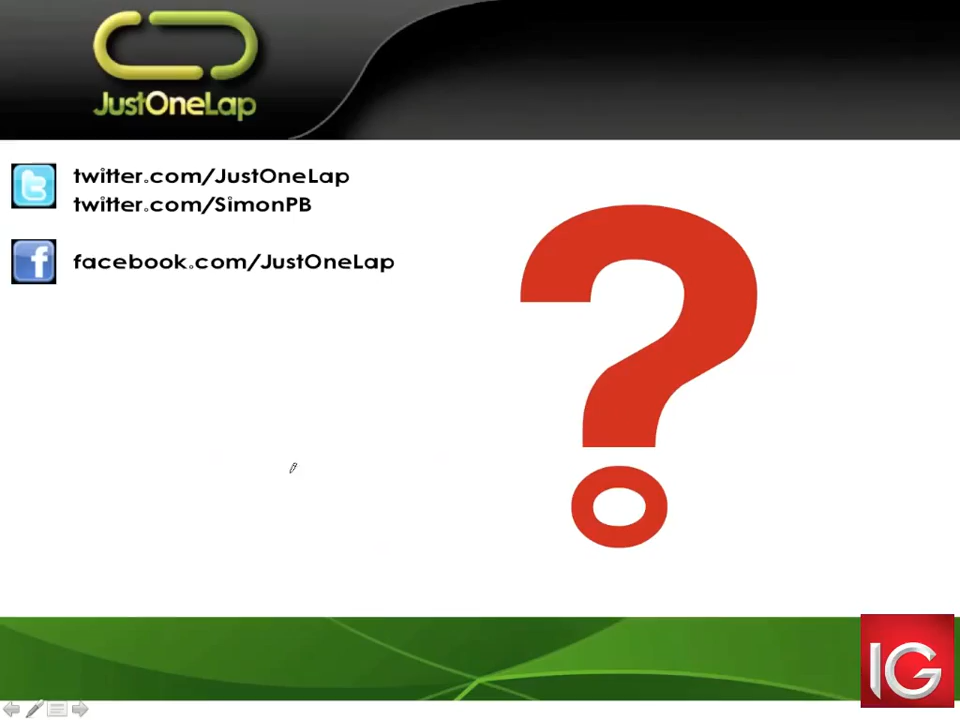 JustOneLap
twitter.com/JustOneLap
twitter.com/SimonPB
facebook.com/JustOneLap
?
IG